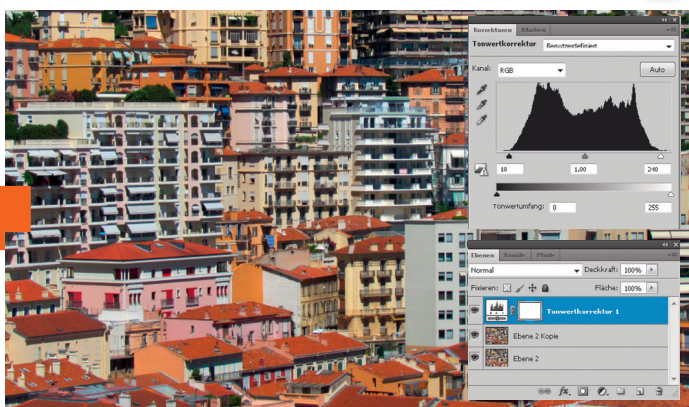 Korrekturen Masken
Tonwertkorrektur Benutzerdefiniert
Kanal: RGB Auto
18 1,00 240
Tonwertumfang: 0 255
Ebenen Kanäle Pfade
Normal Deckkraft: 100%
Fixieren: Fläche: 100%
Tonwertkorrektur 1
Ebene 2 Kopie
Ebene 2
fx